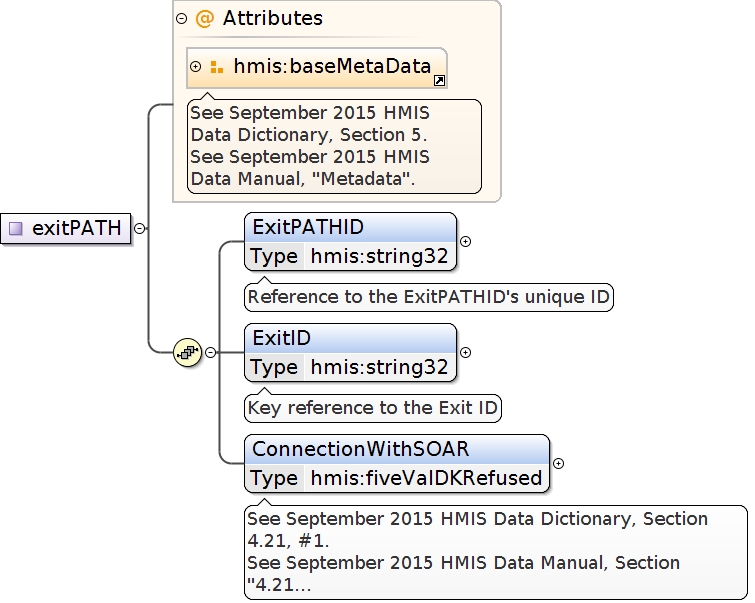 Attributes
hmis:baseMetaData
See September 2015 HMIS
Data Dictionary, Section 5.
See September 2015 HMIS
Data Manual, "Metadata".
exitPATH
ExitPATHID
Type hmis:string32
Reference to the ExitPATHID's unique ID
ExitID
Type hmis:string32
Key reference to the Exit ID
ConnectionWithSOAR
Type hmis:fiveValDKRefused
See September 2015 HMIS Data Dictionary, Section
4.21, #1.
See September 2015 HMIS Data Manual, Section
"4.21...